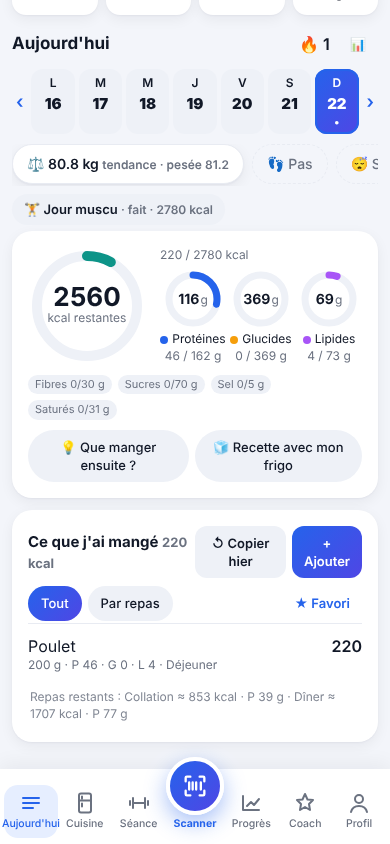 Aujourd'hui
🔥 1 📊
‹ L M M J V S D ›
16 17 18 19 20 21 22
⚖️ 80.8 kg tendance · pesée 81.2
👣 Pas
😴 S
🏋️ Jour muscu · fait · 2780 kcal
220 / 2780 kcal
2560
kcal restantes
116 g 369 g 69 g
Protéines Glucides Lipides
46 / 162 g 0 / 369 g 4 / 73 g
Fibres 0/30 g Sucres 0/70 g Sel 0/5 g
Saturés 0/31 g
💡 Que manger
ensuite ?
🧊 Recette avec mon
frigo
Ce que j'ai mangé 220
kcal
↺ Copier
hier
+
Ajouter
Tout Par repas ★ Favori
Poulet 220
200 g · P 46 · G 0 · L 4 · Déjeuner
Repas restants : Collation ≈ 853 kcal · P 39 g · Dîner ≈
1707 kcal · P 77 g
Aujourd'hui Cuisine Séance Scanner Progrès Coach Profil